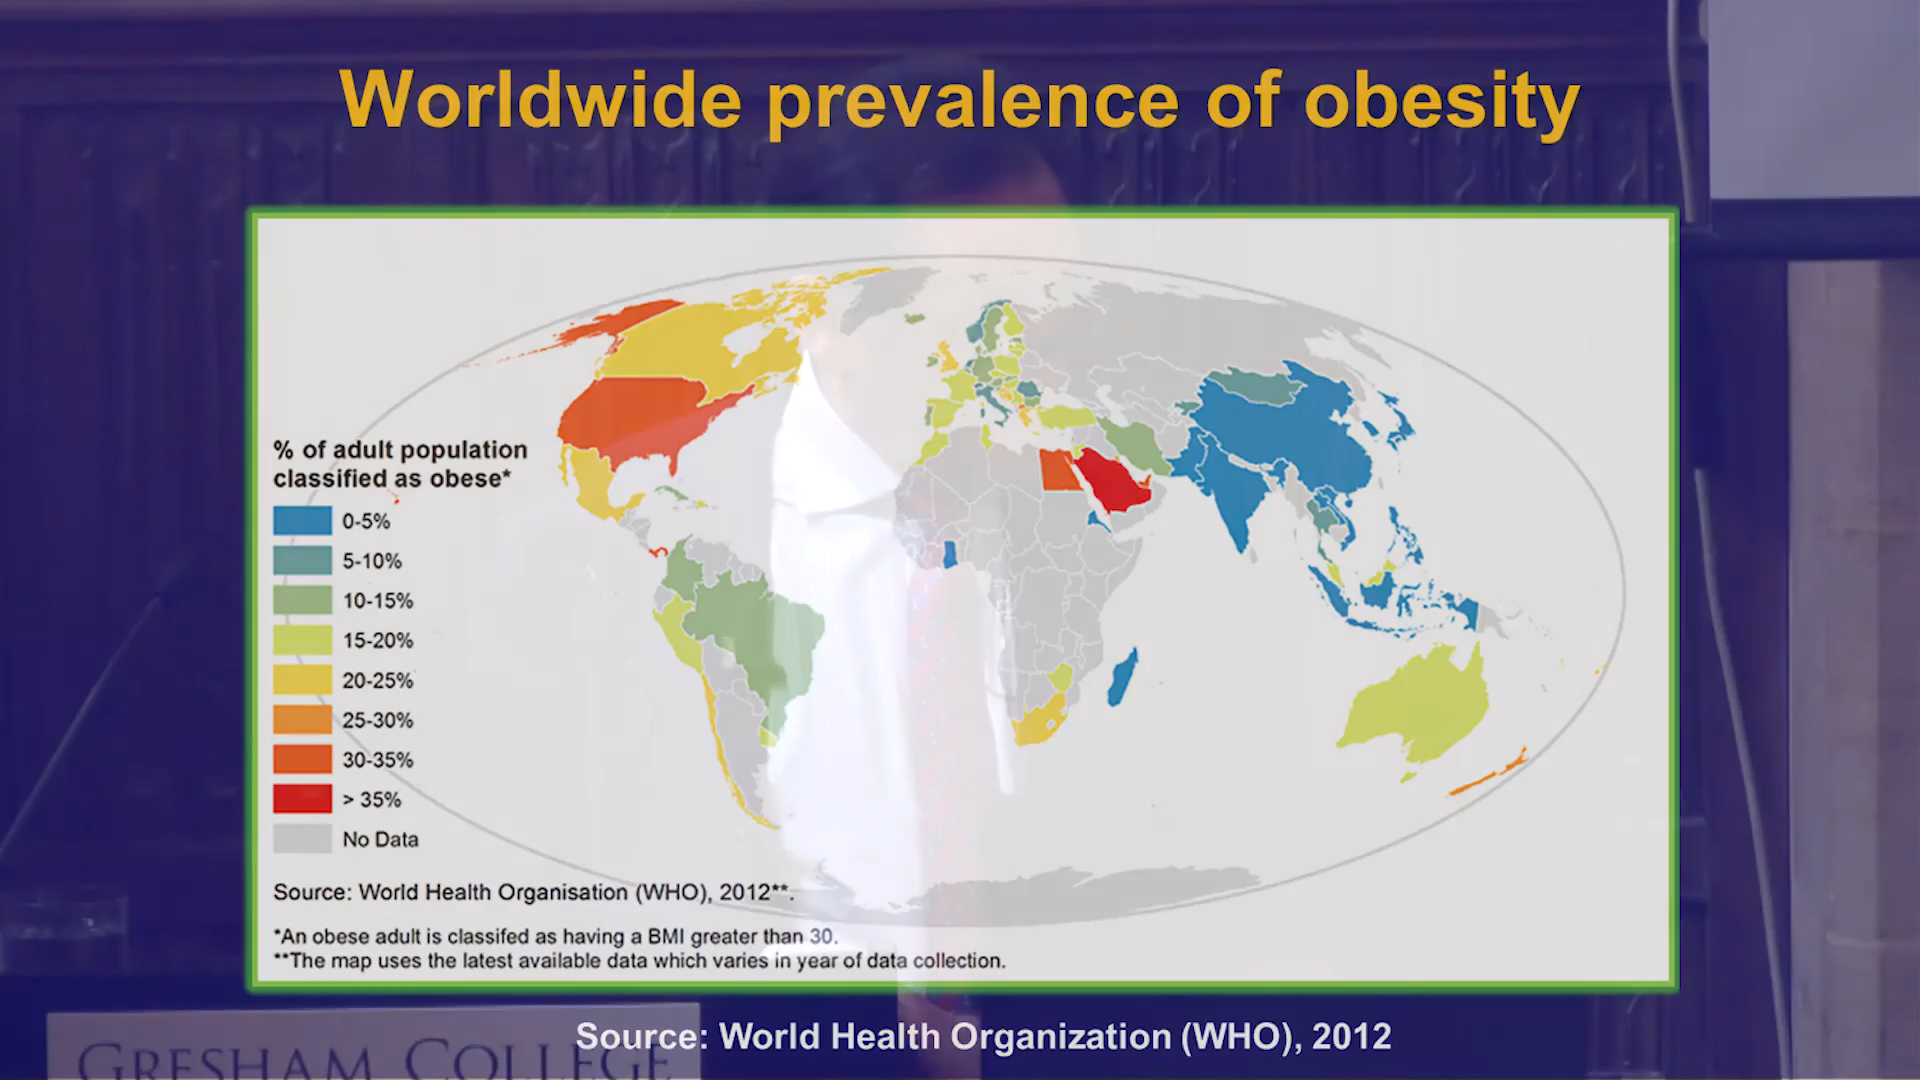 Worldwide prevalence of obesity
% of adult population
classified as obese*
0-5%
5-10%
10-15%
15-20%
20-25%
25-30%
30-35%
> 35%
No Data
Source: World Health Organisation (WHO), 2012**.
*An obese adult is classifed as having a BMI greater than 30.
**The map uses the latest available data which varies in year of data collection.
Source: World Health Organization (WHO), 2012
GRESHAM COLLEGE